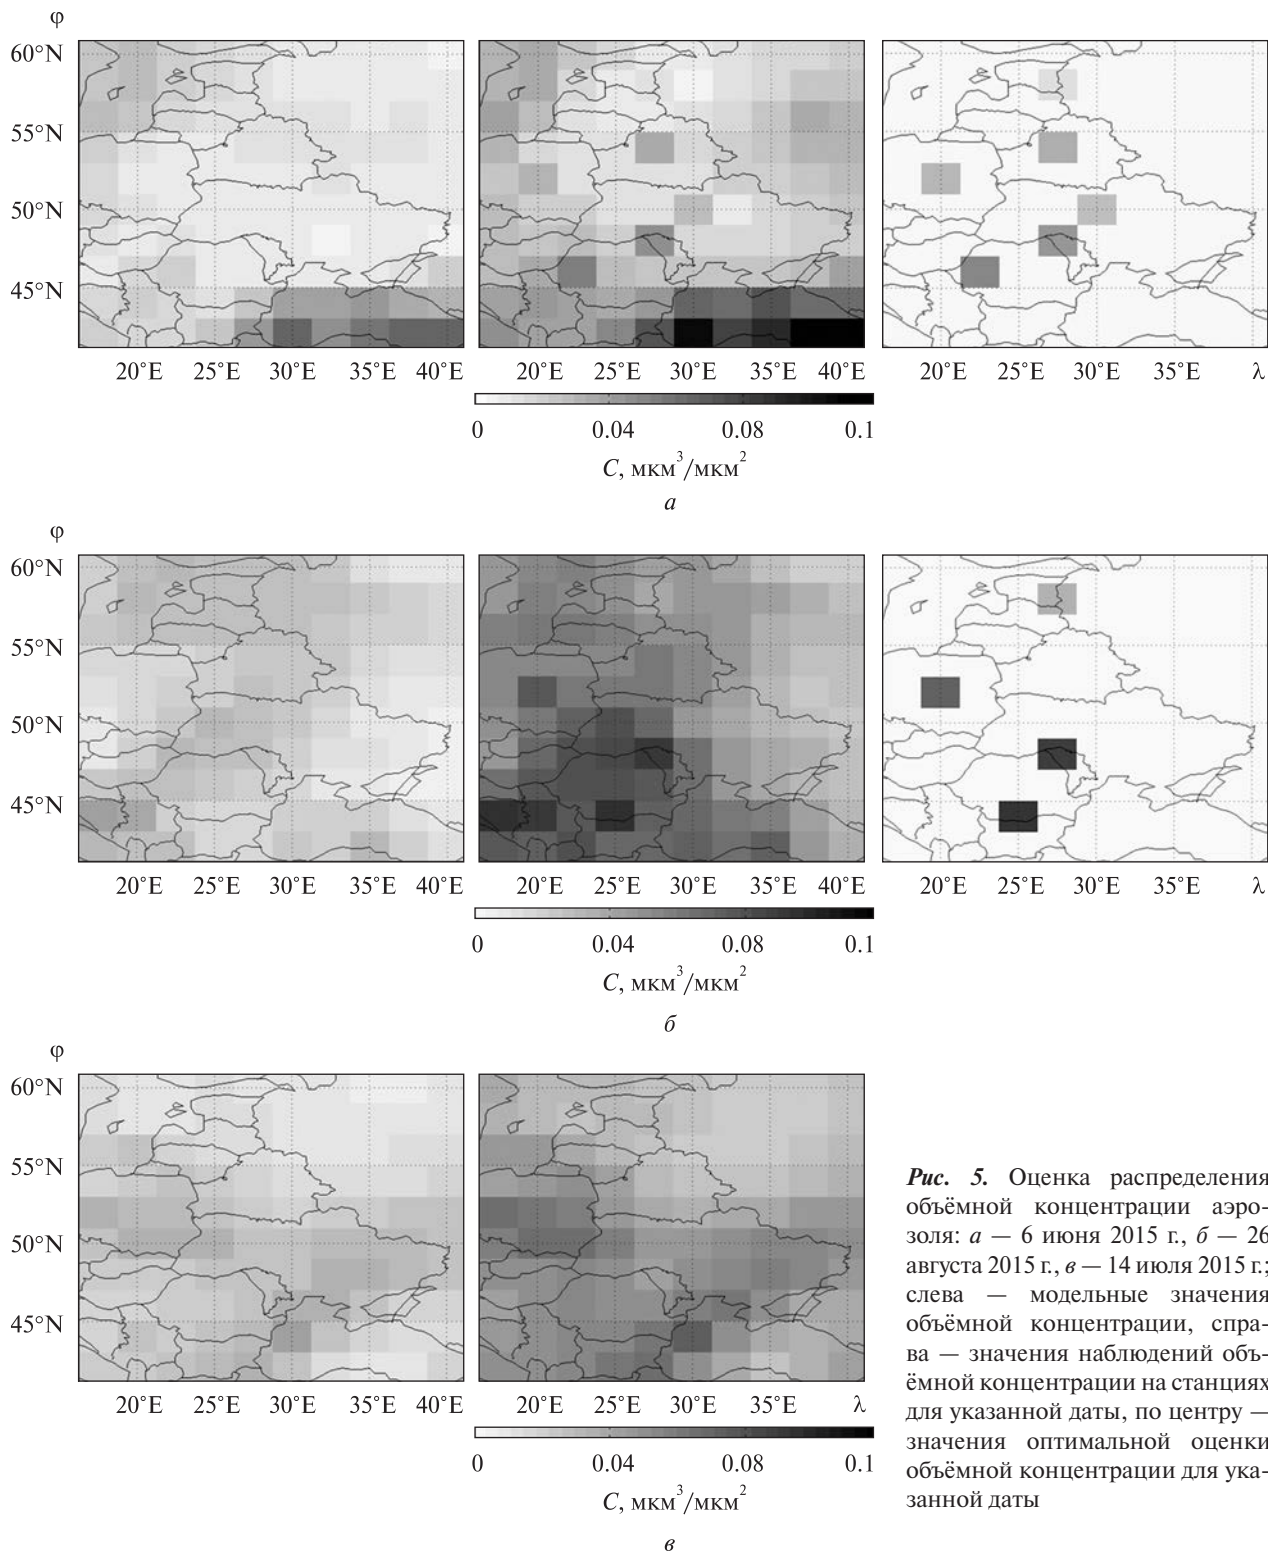 φ
60°N
55°N
50°N
45°N
20°E 25°E 30°E 35°E 40°E 20°E 25°E 30°E 35°E 40°E 20°E 25°E 30°E 35°E λ
0 0.04 0.08 0.1
C, мкм³/мкм²
а
φ
60°N
55°N
50°N
45°N
20°E 25°E 30°E 35°E 40°E 20°E 25°E 30°E 35°E 40°E 20°E 25°E 30°E 35°E λ
0 0.04 0.08 0.1
C, мкм³/мкм²
б
φ
60°N
55°N
50°N
45°N
20°E 25°E 30°E 35°E 40°E 20°E 25°E 30°E 35°E λ
0 0.04 0.08 0.1
C, мкм³/мкм²
в
Рис. 5. Оценка распределения
объёмной концентрации аэро-
золя: а — 6 июня 2015 г., б — 26
августа 2015 г., в — 14 июля 2015 г.;
слева — модельные значения
объёмной концентрации, спра-
ва — значения наблюдений объ-
ёмной концентрации на станциях
для указанной даты, по центру —
значения оптимальной оценки
объёмной концентрации для ука-
занной даты